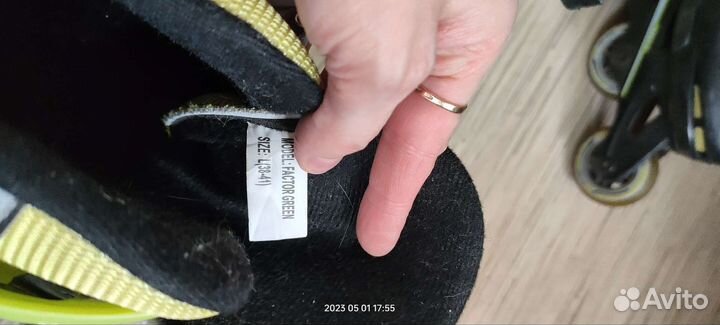 MODEL: FACTOR GREEN
SIZE: L(38-41)
2023 05 01 17:55
Avito